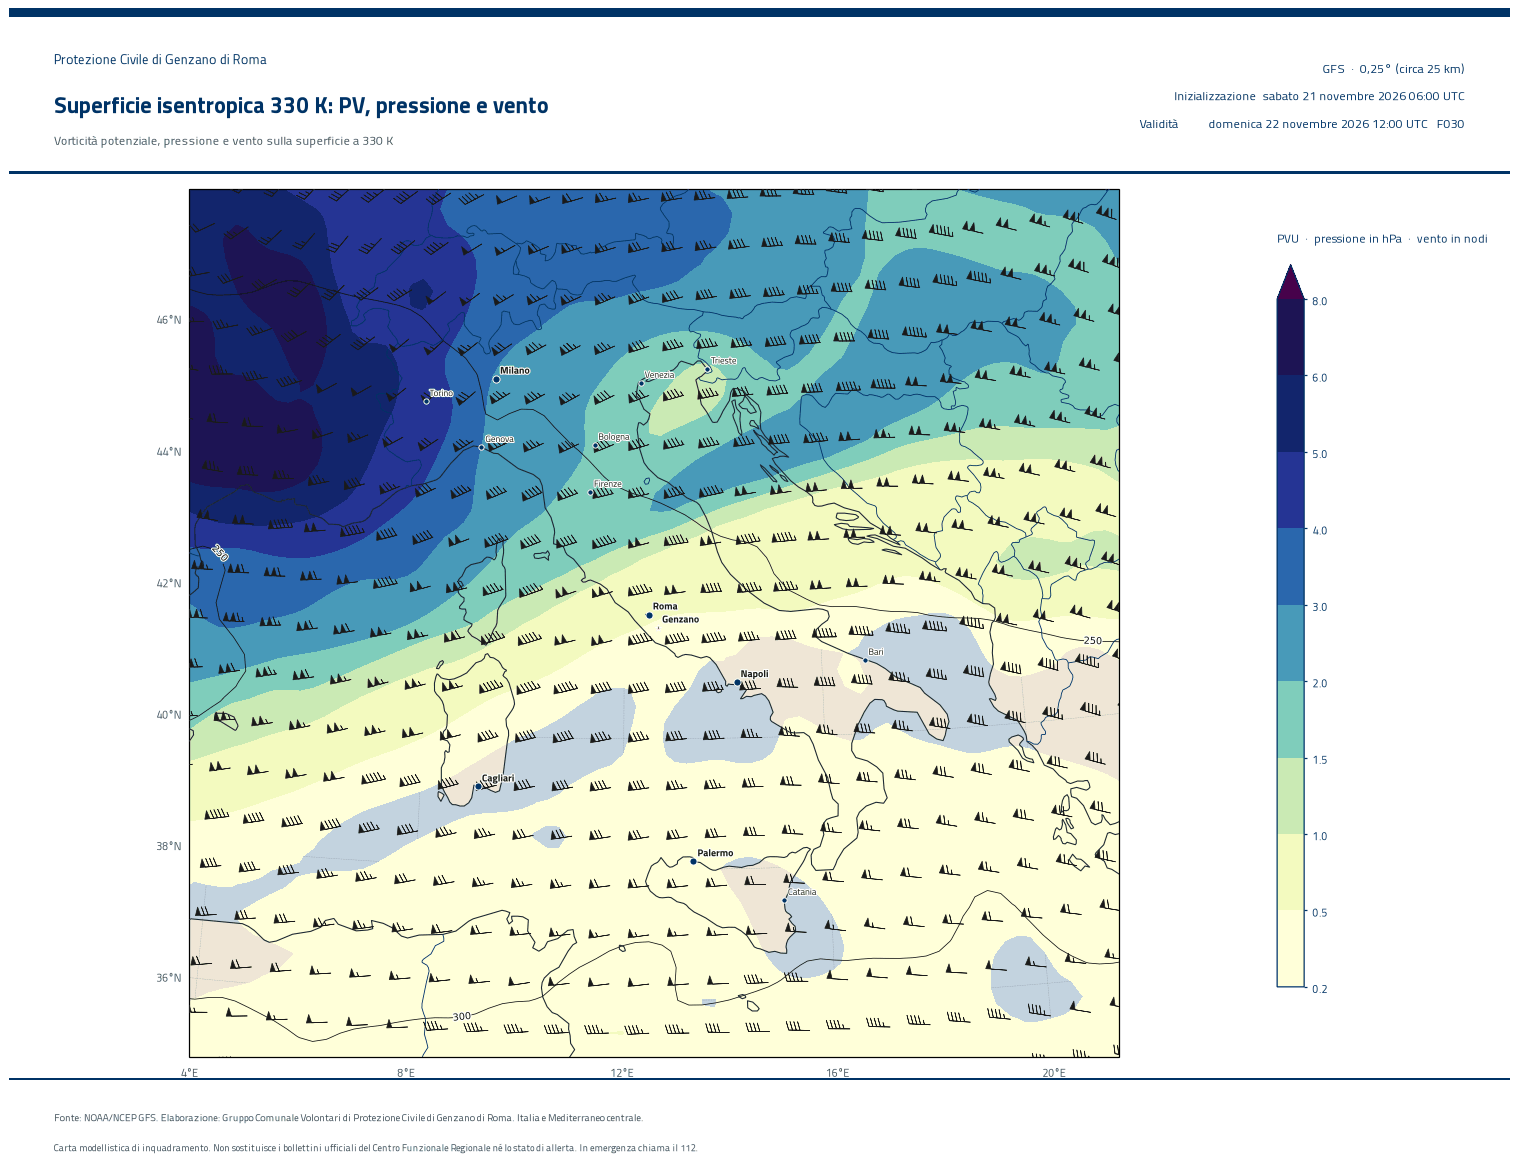 Protezione Civile di Genzano di Roma
Superficie isentropica 330 K: PV, pressione e vento
Vorticità potenziale, pressione e vento sulla superficie a 330 K
GFS · 0,25° (circa 25 km)
Inizializzazione sabato 21 novembre 2026 06:00 UTC
Validità domenica 22 novembre 2026 12:00 UTC F030
PVU · pressione in hPa · vento in nodi
8.0
6.0
5.0
4.0
3.0
2.0
1.5
1.0
0.5
0.2
46°N
44°N
42°N
40°N
38°N
36°N
4°E
8°E
12°E
16°E
20°E
Trieste
Venezia
Milano
Torino
Genova
Bologna
Firenze
250
Roma
Genzano
250
Bari
Napoli
Cagliari
Palermo
Catania
300
Fonte: NOAA/NCEP GFS. Elaborazione: Gruppo Comunale Volontari di Protezione Civile di Genzano di Roma. Italia e Mediterraneo centrale.
Carta modellistica di inquadramento. Non sostituisce i bollettini ufficiali del Centro Funzionale Regionale né lo stato di allerta. In emergenza chiama il 112.